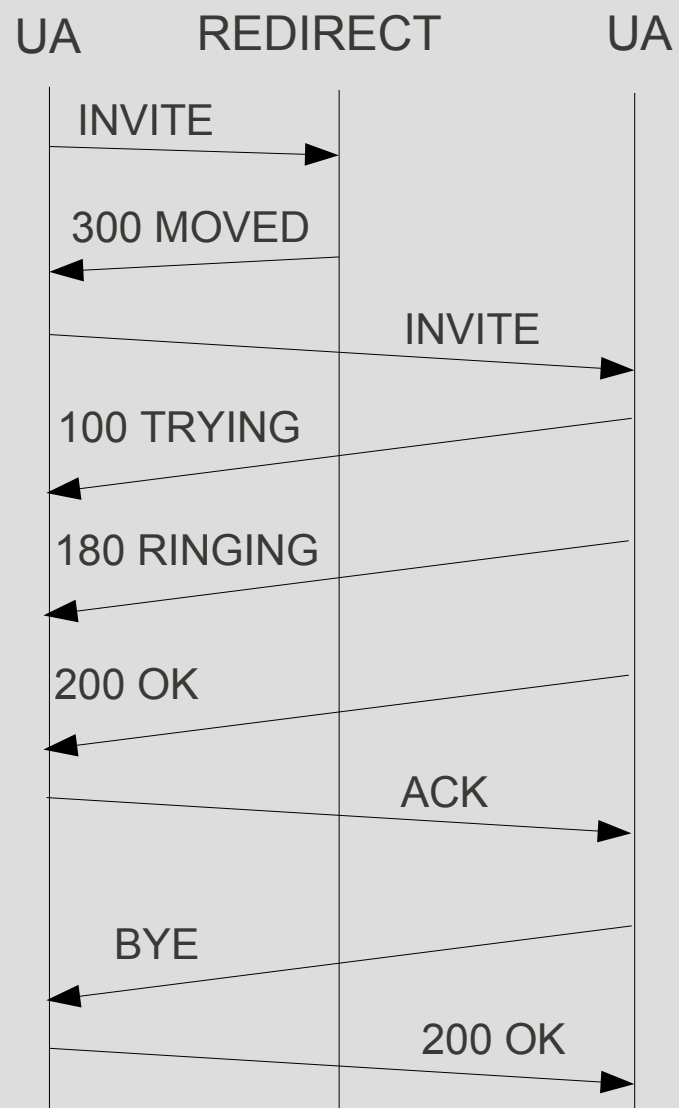 UA REDIRECT UA
INVITE
300 MOVED
INVITE
100 TRYING
180 RINGING
200 OK
ACK
BYE
200 OK